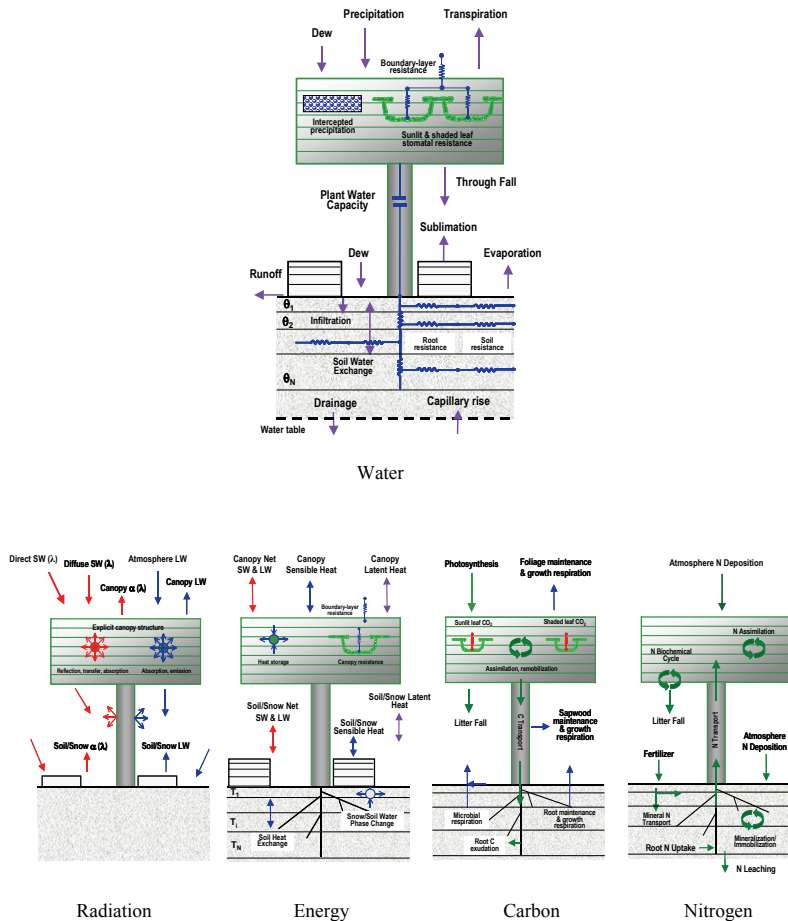 Precipitation
Transpiration
Dew
Boundary-layer
resistance
Intercepted
precipitation
Sunlit & shaded leaf
stomatal resistance
Plant Water
Capacity
Through Fall
Sublimation
Dew
Evaporation
Runoff
θ1
θ2
Infiltration
Root
resistance
Soil
resistance
Soil Water
Exchange
θN
Drainage
Capillary rise
Water table
Water
Direct SW (λ)
Diffuse SW (λ)
Atmosphere LW
Canopy α (λ)
Canopy LW
Explicit canopy structure
Reflection, transfer, absorption
Absorption, emission
Soil/Snow α (λ)
Soil/Snow LW
Radiation
Canopy Net
SW & LW
Canopy
Sensible Heat
Canopy
Latent Heat
Boundary-layer
resistance
Heat storage
Canopy resistance
Soil/Snow Net
SW & LW
Soil/Snow Latent
Heat
Soil/Snow
Sensible Heat
T1
Ti
TN
Snow/Soil Water
Phase Change
Soil Heat
Exchange
Energy
Photosynthesis
Foliage maintenance
& growth respiration
Sunlit leaf CO2
Shaded leaf CO2
Assimilation, remobilization
Litter Fall
C Transport
Sapwood
maintenance
& growth
respiration
Microbial
respiration
Root maintenance
& growth
respiration
Root C
exudation
Carbon
Atmosphere N Deposition
N Assimilation
N Biochemical
Cycle
Litter Fall
N Transport
Atmosphere
N Deposition
Fertilizer
Mineral N
Transport
Mineralization/
Immobilization
Root N Uptake
N Leaching
Nitrogen